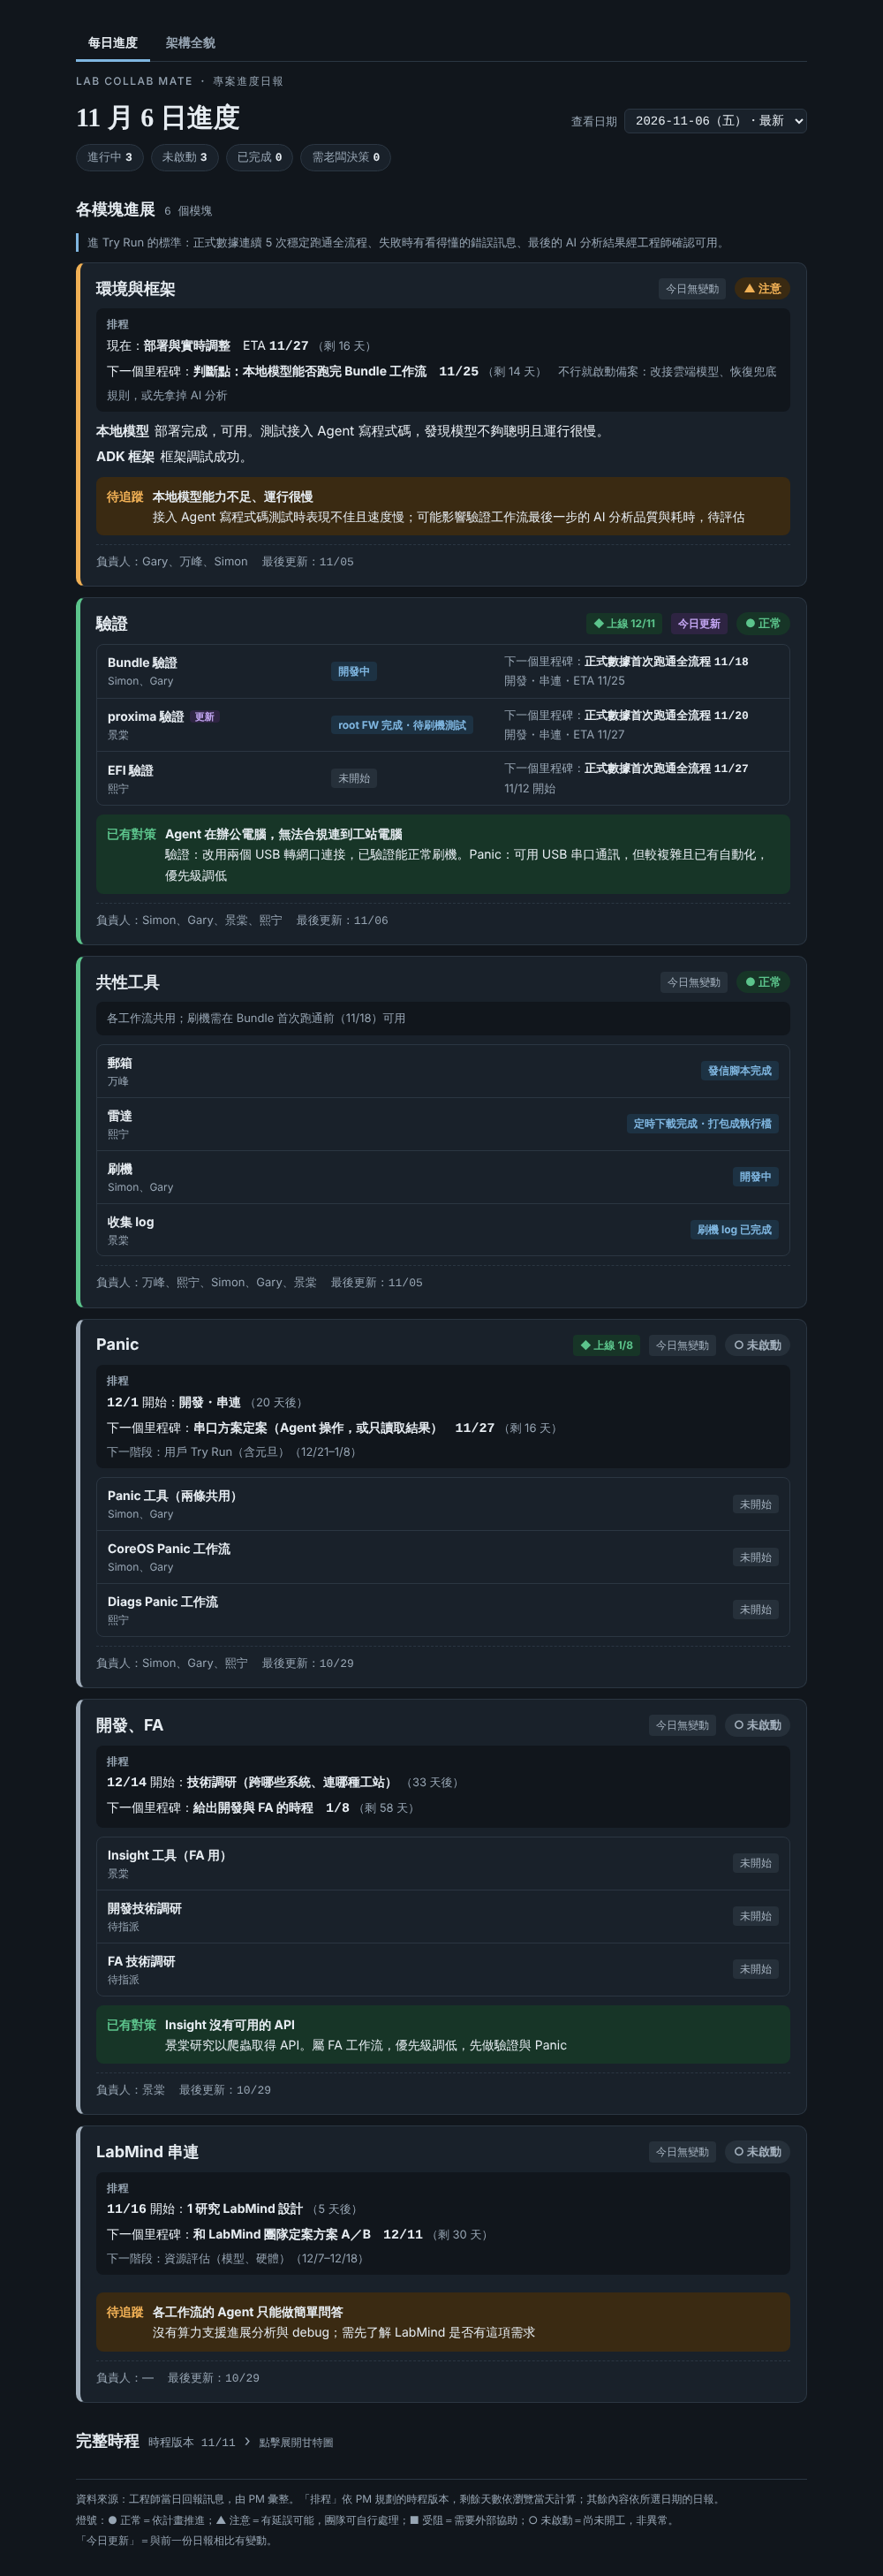 每日進度 架構全貌
LAB COLLAB MATE ・ 專案進度日報
11 月 6 日進度
查看日期 2026-11-06（五）・最新
進行中 3 未啟動 3 已完成 0 需老闆決策 0
各模塊進展 6 個模塊
進 Try Run 的標準：正式數據連續 5 次穩定跑通全流程、失敗時有看得懂的錯誤訊息、最後的 AI 分析結果經工程師確認可用。
環境與框架 今日無變動 ▲ 注意
排程
現在：部署與實時調整 ETA 11/27（剩 16 天）
下一個里程碑：判斷點：本地模型能否跑完 Bundle 工作流 11/25（剩 14 天） 不行就啟動備案：改接雲端模型、恢復兜底
規則，或先拿掉 AI 分析
本地模型 部署完成，可用。測試接入 Agent 寫程式碼，發現模型不夠聰明且運行很慢。
ADK 框架 框架調試成功。
待追蹤 本地模型能力不足、運行很慢
接入 Agent 寫程式碼測試時表現不佳且速度慢；可能影響驗證工作流最後一步的 AI 分析品質與耗時，待評估
負責人：Gary、万峰、Simon 最後更新：11/05
驗證 ◆ 上線 12/11 今日更新 ● 正常
Bundle 驗證 開發中 下一個里程碑：正式數據首次跑通全流程 11/18
Simon、Gary 開發・串連・ETA 11/25
proxima 驗證 更新 root FW 完成・待刷機測試 下一個里程碑：正式數據首次跑通全流程 11/20
景棠 開發・串連・ETA 11/27
EFI 驗證 未開始 下一個里程碑：正式數據首次跑通全流程 11/27
熙宁 11/12 開始
已有對策 Agent 在辦公電腦，無法合規連到工站電腦
驗證：改用兩個 USB 轉網口連接，已驗證能正常刷機。Panic：可用 USB 串口通訊，但較複雜且已有自動化，
優先級調低
負責人：Simon、Gary、景棠、熙宁 最後更新：11/06
共性工具 今日無變動 ● 正常
各工作流共用；刷機需在 Bundle 首次跑通前（11/18）可用
郵箱 發信腳本完成
万峰
雷達 定時下載完成・打包成執行檔
熙宁
刷機 開發中
Simon、Gary
收集 log 刷機 log 已完成
景棠
負責人：万峰、熙宁、Simon、Gary、景棠 最後更新：11/05
Panic ◆ 上線 1/8 今日無變動 ○ 未啟動
排程
12/1 開始：開發・串連（20 天後）
下一個里程碑：串口方案定案（Agent 操作，或只讀取結果） 11/27（剩 16 天）
下一階段：用戶 Try Run（含元旦）（12/21–1/8）
Panic 工具（兩條共用） 未開始
Simon、Gary
CoreOS Panic 工作流 未開始
Simon、Gary
Diags Panic 工作流 未開始
熙宁
負責人：Simon、Gary、熙宁 最後更新：10/29
開發、FA 今日無變動 ○ 未啟動
排程
12/14 開始：技術調研（跨哪些系統、連哪種工站）（33 天後）
下一個里程碑：給出開發與 FA 的時程 1/8（剩 58 天）
Insight 工具（FA 用） 未開始
景棠
開發技術調研 未開始
待指派
FA 技術調研 未開始
待指派
已有對策 Insight 沒有可用的 API
景棠研究以爬蟲取得 API。屬 FA 工作流，優先級調低，先做驗證與 Panic
負責人：景棠 最後更新：10/29
LabMind 串連 今日無變動 ○ 未啟動
排程
11/16 開始：1 研究 LabMind 設計（5 天後）
下一個里程碑：和 LabMind 團隊定案方案 A／B 12/11（剩 30 天）
下一階段：資源評估（模型、硬體）（12/7–12/18）
待追蹤 各工作流的 Agent 只能做簡單問答
沒有算力支援進展分析與 debug；需先了解 LabMind 是否有這項需求
負責人：— 最後更新：10/29
完整時程 時程版本 11/11 › 點擊展開甘特圖
資料來源：工程師當日回報訊息，由 PM 彙整。「排程」依 PM 規劃的時程版本，剩餘天數依瀏覽當天計算；其餘內容依所選日期的日報。
燈號：● 正常＝依計畫推進；▲ 注意＝有延誤可能，團隊可自行處理；■ 受阻＝需要外部協助；○ 未啟動＝尚未開工，非異常。
「今日更新」＝與前一份日報相比有變動。